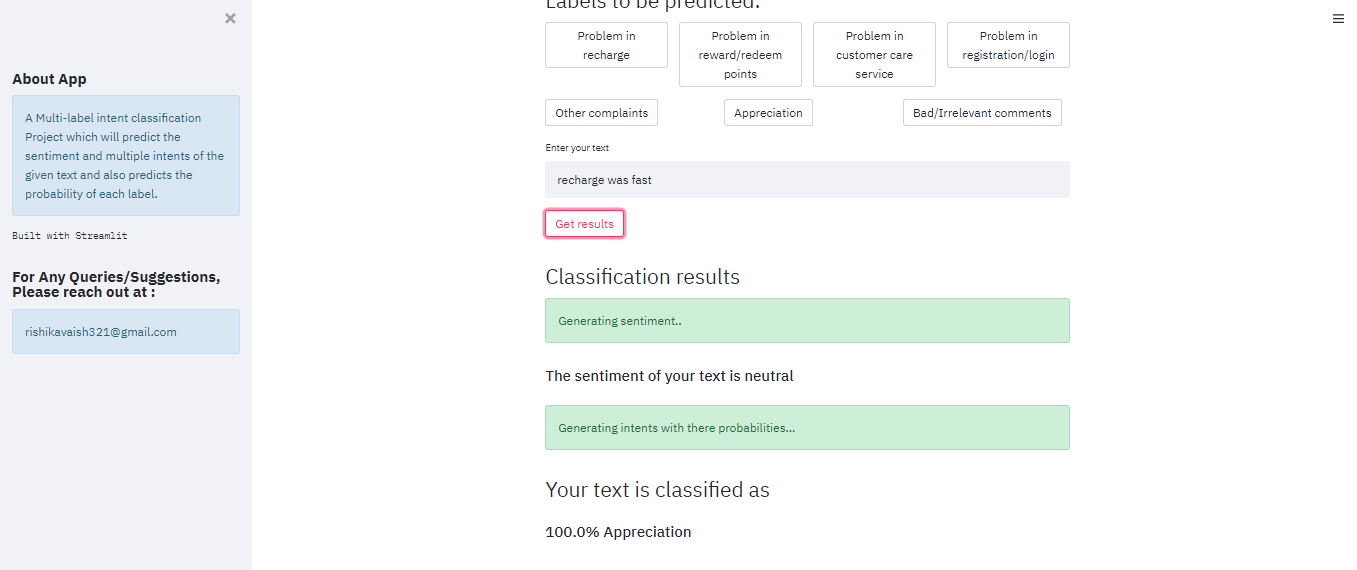 ×
About App
A Multi-label intent classification
Project which will predict the
sentiment and multiple intents of the
given text and also predicts the
probability of each label.
Built with Streamlit
For Any Queries/Suggestions,
Please reach out at :
rishikavaish321@gmail.com
Labels to be predicted:
Problem in
recharge
Problem in
reward/redeem
points
Problem in
customer care
service
Problem in
registration/login
Other complaints
Appreciation
Bad/Irrelevant comments
Enter your text
recharge was fast
Get results
Classification results
Generating sentiment..
The sentiment of your text is neutral
Generating intents with there probabilities...
Your text is classified as
100.0% Appreciation